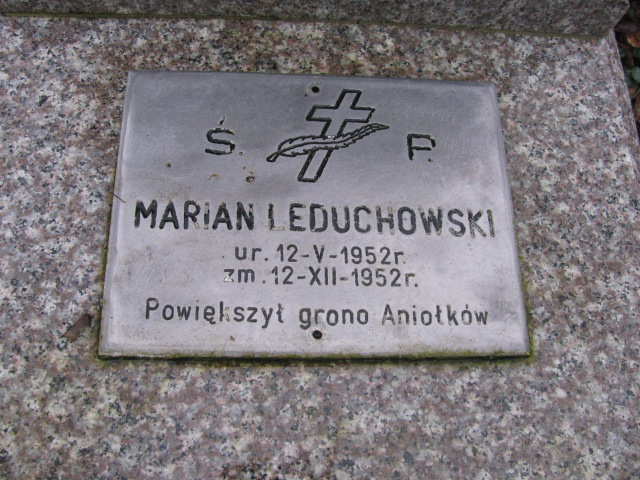 Ś. P.
MARIAN LEDUCHOWSKI
ur. 12-V-1952r.
zm. 12-XII-1952r.
Powiększył grono Aniołków